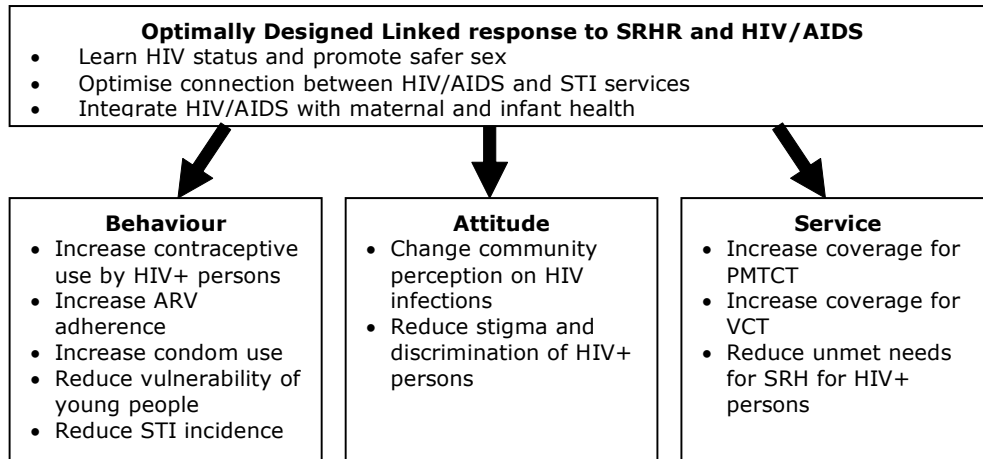 Optimally Designed Linked response to SRHR and HIV/AIDS
• Learn HIV status and promote safer sex
• Optimise connection between HIV/AIDS and STI services
• Integrate HIV/AIDS with maternal and infant health
Behaviour
• Increase contraceptive
use by HIV+ persons
• Increase ARV
adherence
• Increase condom use
• Reduce vulnerability of
young people
• Reduce STI incidence
Attitude
• Change community
perception on HIV
infections
• Reduce stigma and
discrimination of HIV+
persons
Service
• Increase coverage for
PMTCT
• Increase coverage for
VCT
• Reduce unmet needs
for SRH for HIV+
persons